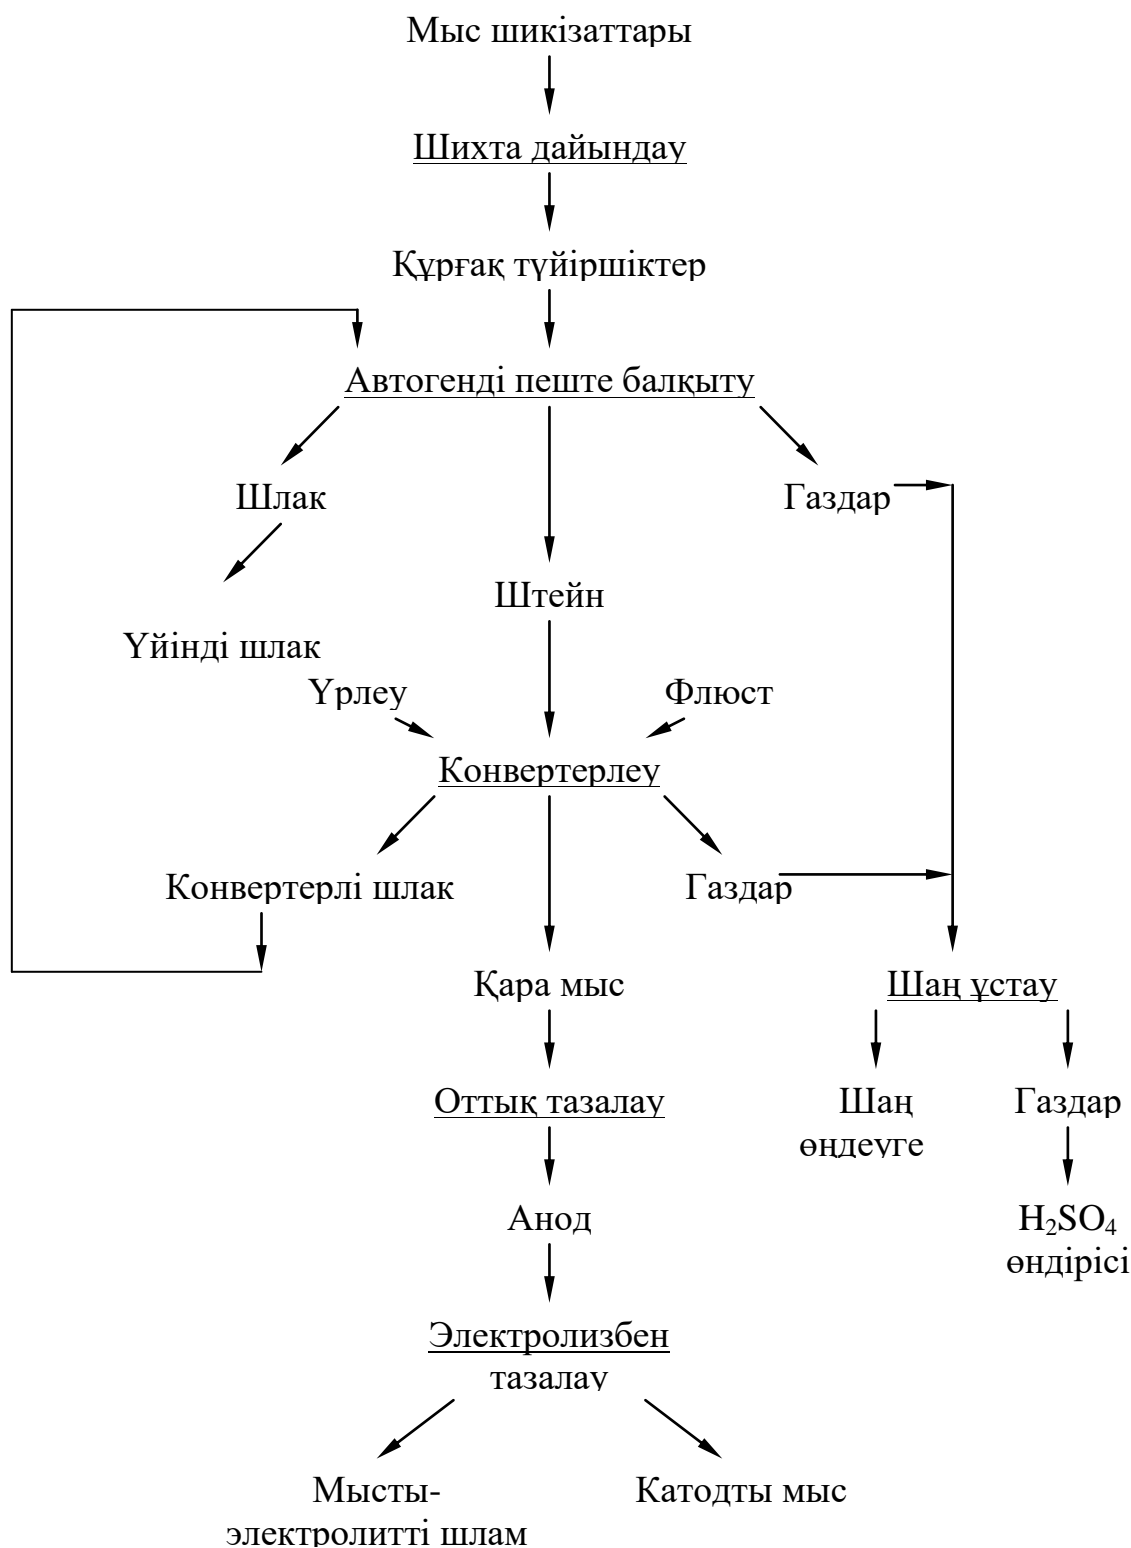 Мыс шикізаттары
Шихта дайындау
Құрғақ түйіршіктер
Автогенді пеште балқыту
Шлак
Газдар
Штейн
Үйінді шлак
Үрлеу
Флюст
Конвертерлеу
Конвертерлі шлак
Газдар
Қара мыс
Шаң ұстау
Оттық тазалау
Шаң
өңдеуге
Газдар
Анод
H₂SO₄
өндірісі
Электролизбен
тазалау
Мысты-
электролитті шлам
Катодты мыс